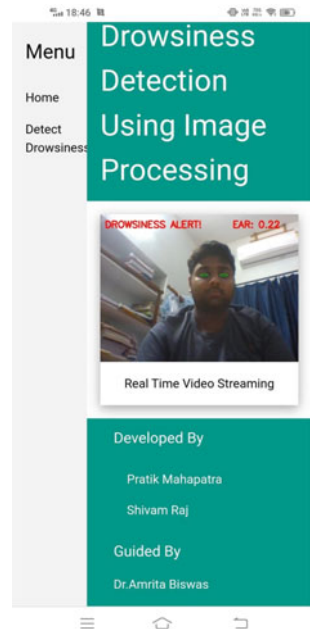 18:46
Menu
Home
Detect
Drowsiness
Drowsiness
Detection
Using Image
Processing
DROWSINESS ALERT! EAR: 0.22
Real Time Video Streaming
Developed By
Pratik Mahapatra
Shivam Raj
Guided By
Dr.Amrita Biswas